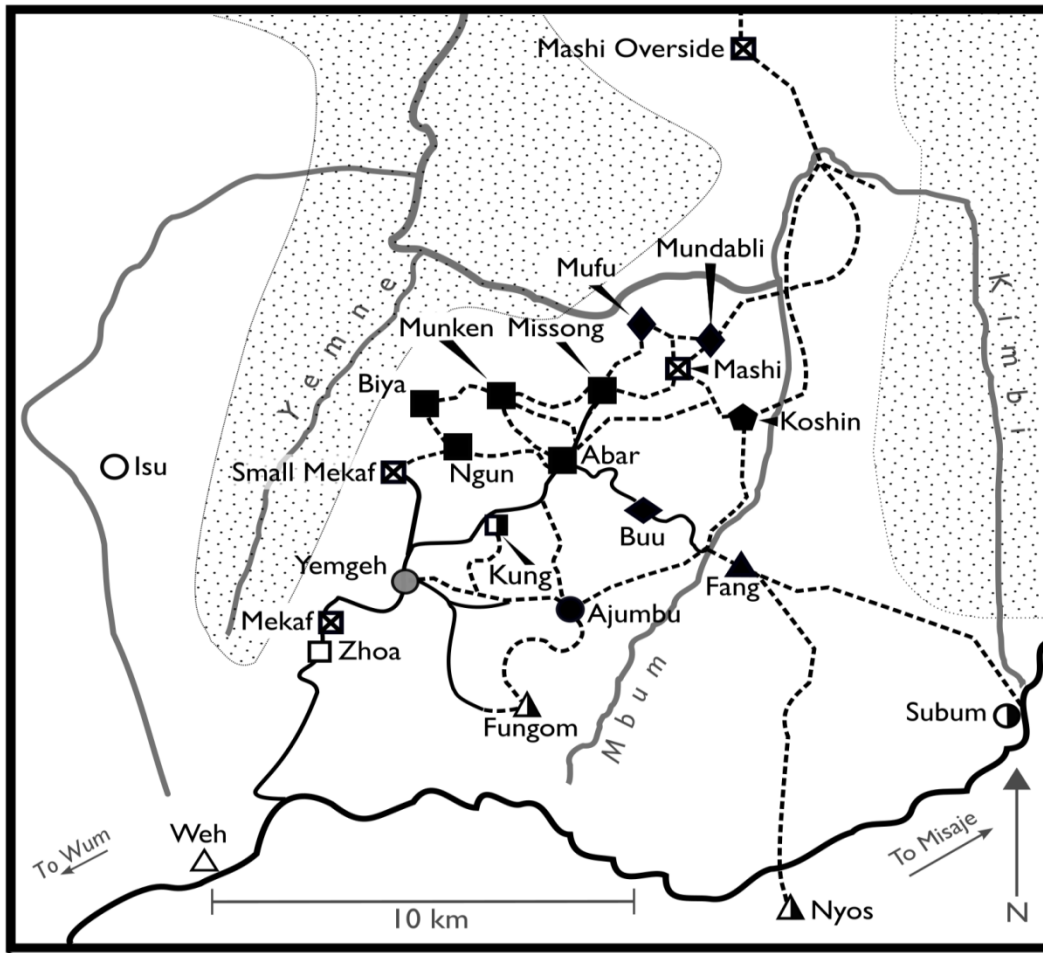 Mashi Overside
Mundabli
Mufu
Kimbi
Yemne
Munken
Missong
Mashi
Biya
Koshin
Isu
Small Mekaf
Ngun
Abar
Buu
Yemgeh
Kung
Fang
Mekaf
Ajumbu
Zhoa
Mbum
Fungom
Subum
Weh
To Wum
To Misaje
10 km
Nyos
N